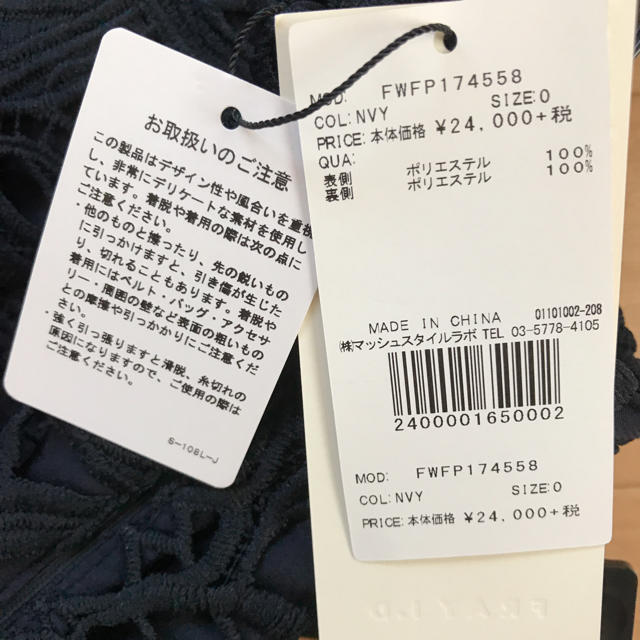 お取扱いのご注意
この製品はデザイン性や風合いを重視
し、非常にデリケートな素材を使用し
ています。着脱や着用の際は次の点に
ご注意ください。
・他のものと擦ったり、先の鋭いもの
に引っかけますと、引き傷が生じた
り、切れることもあります。着脱や
着用にはベルト・バッグ・アクセサ
リー・周囲の壁など表面の粗いもの
との摩擦や引っつかかりにご注意くだ
さい。
・強く引っ張りますと滑脱、糸切れの
原因になりますので、ご使用の際は
ご注意ください。
S-108L-J
MOD: FWFP174558
COL: NVY SIZE: 0
PRICE: 本体価格 ¥24,000+税
QUA:
表側 ポリエステル 100%
裏側 ポリエステル 100%
MADE IN CHINA 01101002-208
㈱マッシュスタイルラボ TEL 03-5778-4105
2400001650002
MOD: FWFP174558
COL: NVY SIZE: 0
PRICE: 本体価格 ¥24,000+税
FRAY I.D